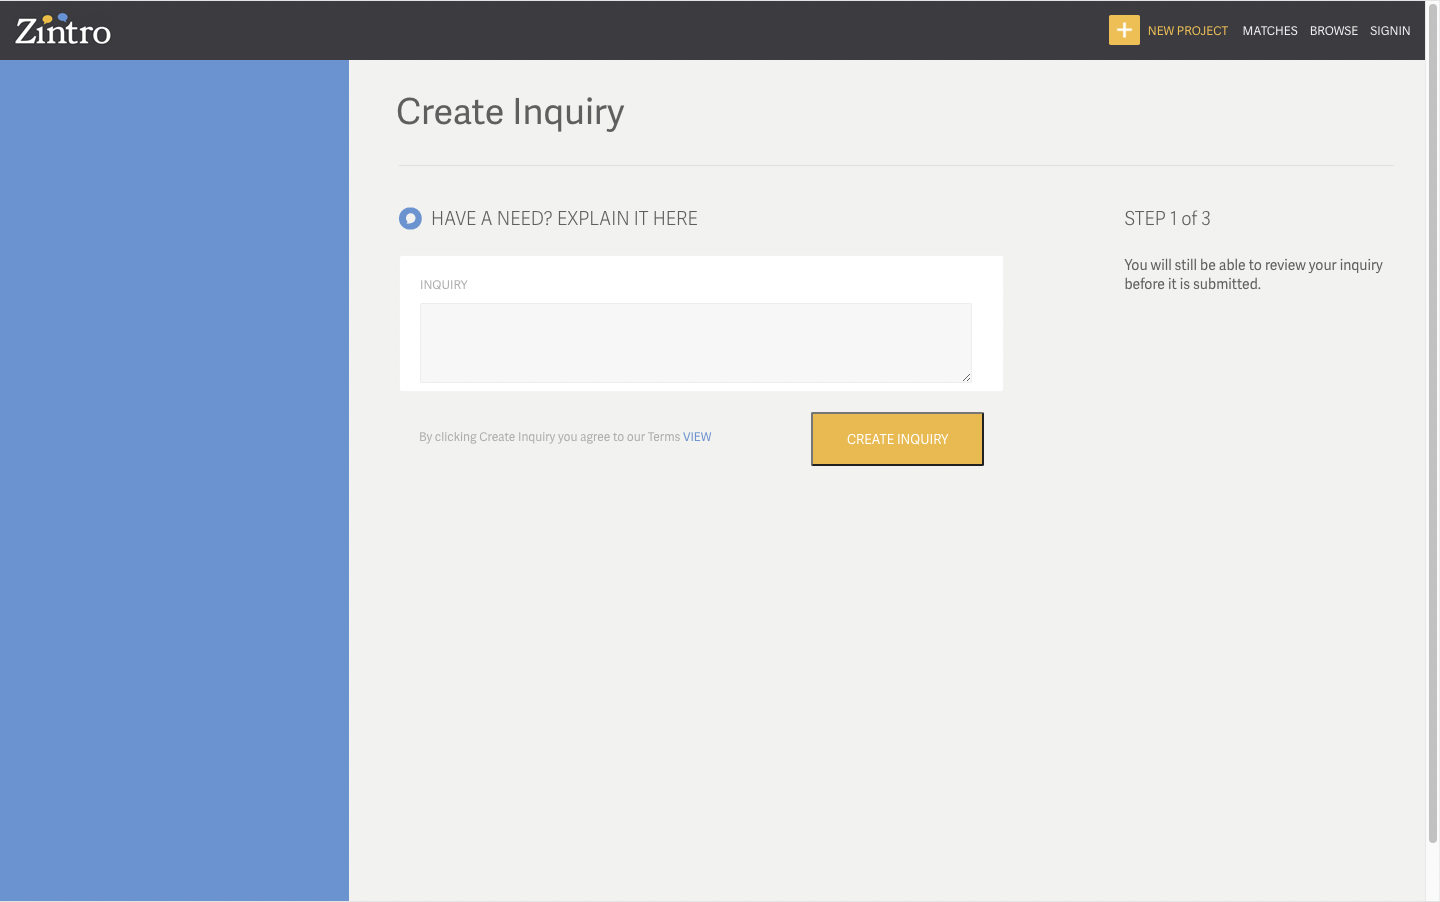 Zintro
NEW PROJECT MATCHES BROWSE SIGNIN
Create Inquiry
HAVE A NEED? EXPLAIN IT HERE
INQUIRY
By clicking Create Inquiry you agree to our Terms VIEW
CREATE INQUIRY
STEP 1 of 3
You will still be able to review your inquiry
before it is submitted.